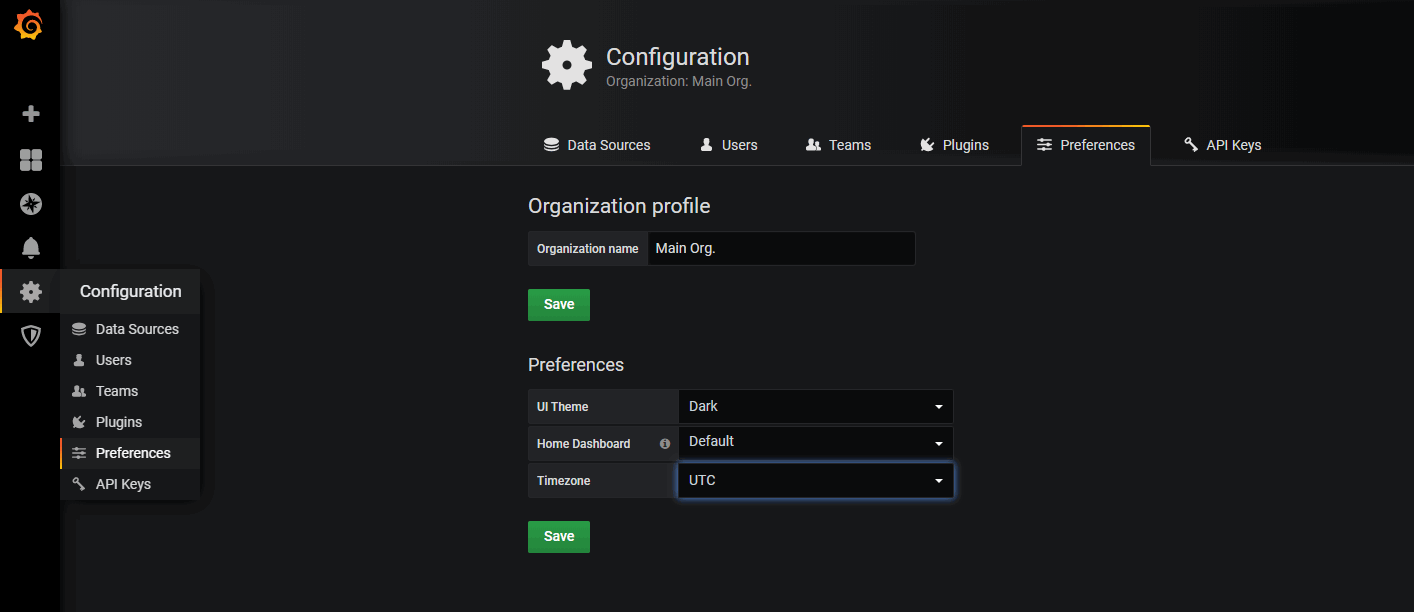 Configuration
Organization: Main Org.
Data Sources
Users
Teams
Plugins
Preferences
API Keys
Organization profile
Organization name
Main Org.
Save
Configuration
Data Sources
Users
Teams
Plugins
Preferences
API Keys
Preferences
UI Theme
Dark
Home Dashboard
Default
Timezone
UTC
Save